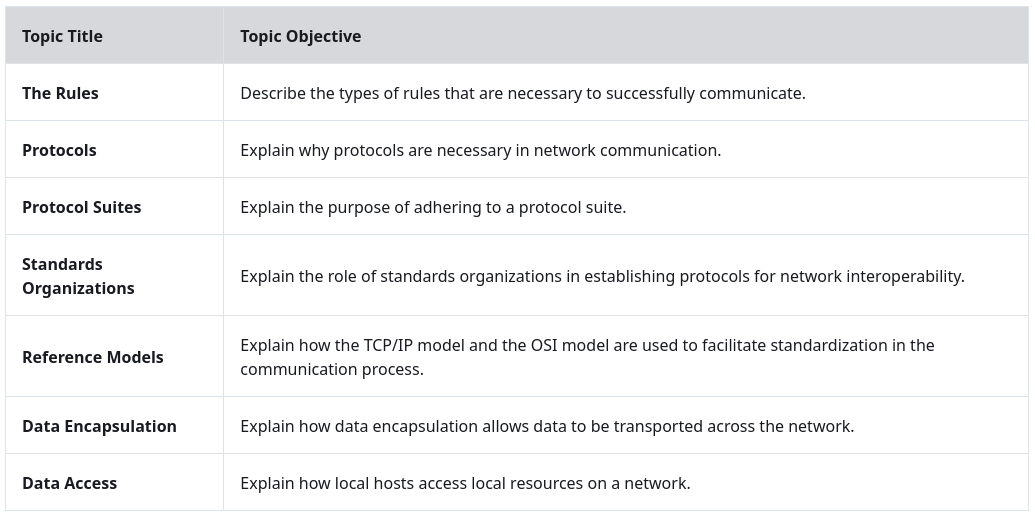 Topic Title Topic Objective
The Rules Describe the types of rules that are necessary to successfully communicate.
Protocols Explain why protocols are necessary in network communication.
Protocol Suites Explain the purpose of adhering to a protocol suite.
Standards
Organizations
Explain the role of standards organizations in establishing protocols for network interoperability.
Reference Models
Explain how the TCP/IP model and the OSI model are used to facilitate standardization in the
communication process.
Data Encapsulation Explain how data encapsulation allows data to be transported across the network.
Data Access Explain how local hosts access local resources on a network.